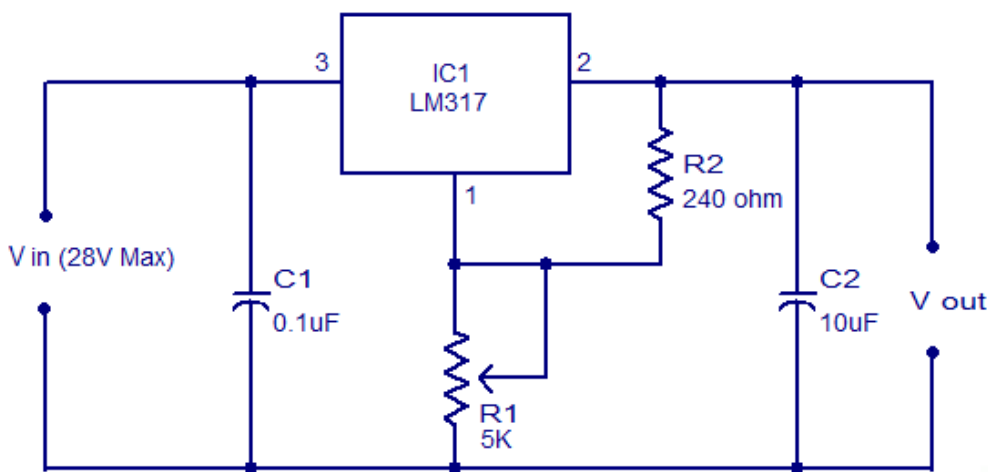 3
IC1
LM317
2
1
R2
240 ohm
V in (28V Max)
C1
0.1uF
C2
10uF
V out
R1
5K